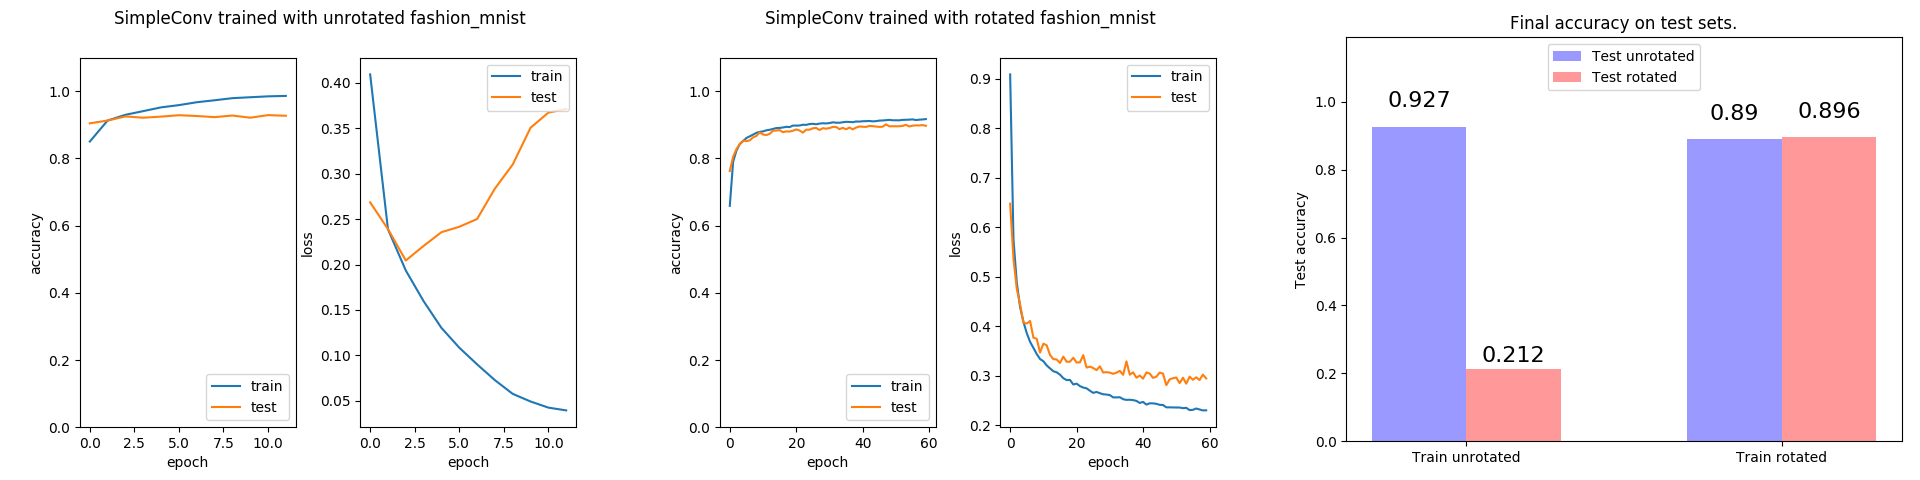 SimpleConv trained with unrotated fashion_mnist
accuracy
1.0
0.8
0.6
0.4
0.2
0.0
0.0 2.5 5.0 7.5 10.0
epoch
train
test
loss
0.40
0.35
0.30
0.25
0.20
0.15
0.10
0.05
0.0 2.5 5.0 7.5 10.0
epoch
train
test
SimpleConv trained with rotated fashion_mnist
accuracy
1.0
0.8
0.6
0.4
0.2
0.0
0 20 40 60
epoch
train
test
loss
0.9
0.8
0.7
0.6
0.5
0.4
0.3
0.2
0 20 40 60
epoch
train
test
Final accuracy on test sets.
Test unrotated
Test rotated
Test accuracy
1.0
0.8
0.6
0.4
0.2
0.0
0.927
0.212
0.89
0.896
Train unrotated
Train rotated